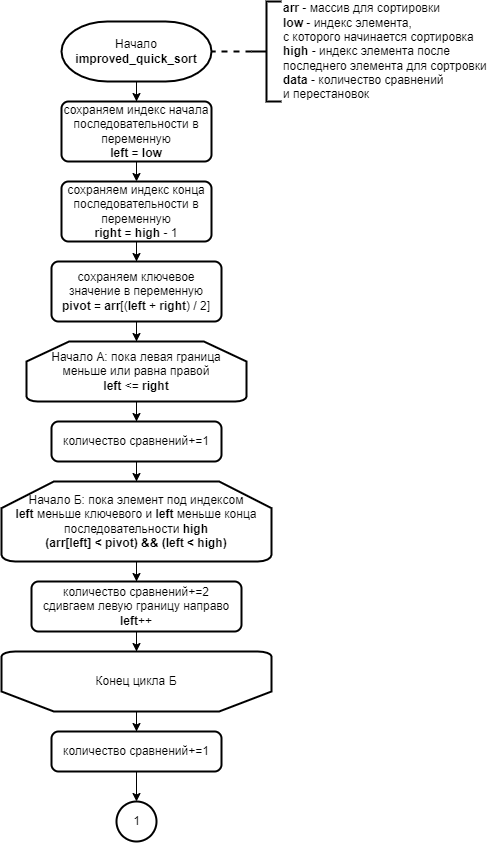 Начало
improved_quick_sort
arr - массив для сортировки
low - индекс элемента,
с которого начинается сортировка
high - индекс элемента после
последнего элемента для сортровки
data - количество сравнений
и перестановок
сохраняем индекс начала
последовательности в
переменную
left = low
сохраняем индекс конца
последовательности в
переменную
right = high - 1
сохраняем ключевое
значение в переменную
pivot = arr[(left + right) / 2]
Начало А: пока левая граница
меньше или равна правой
left <= right
количество сравнений+=1
Начало Б: пока элемент под индексом
left меньше ключевого и left меньше конца
последовательности high
(arr[left] < pivot) && (left < high)
количество сравнений+=2
сдивгаем левую границу направо
left++
Конец цикла Б
количество сравнений+=1
1